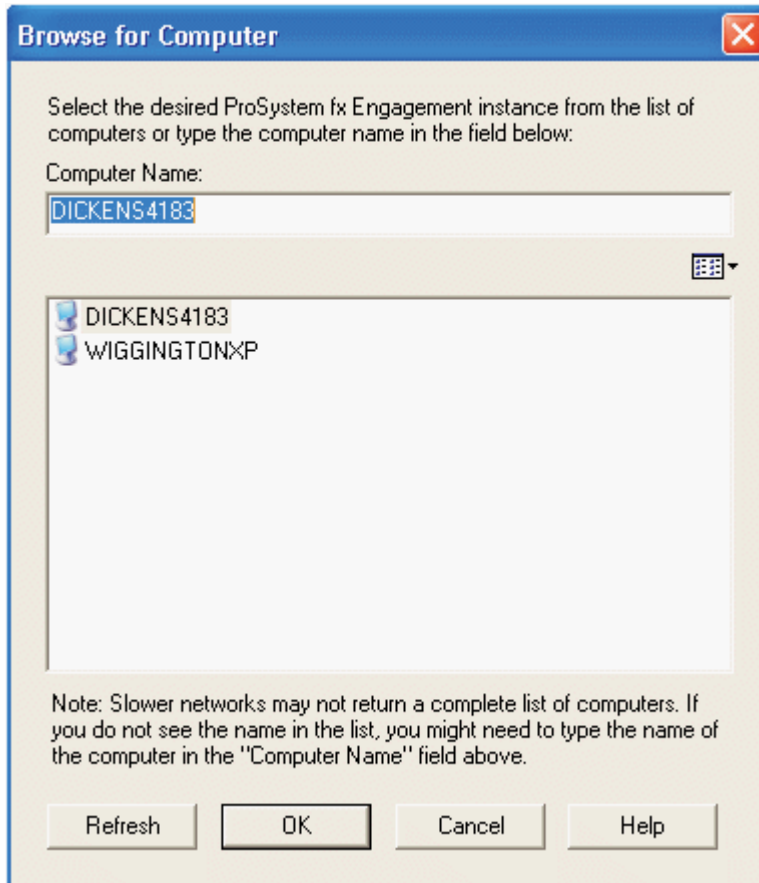 Browse for Computer
Select the desired ProSystem fx Engagement instance from the list of
computers or type the computer name in the field below:
Computer Name:
DICKENS4183
DICKENS4183
WIGGINGTONXP
Note: Slower networks may not return a complete list of computers. If
you do not see the name in the list, you might need to type the name of
the computer in the "Computer Name" field above.
Refresh OK Cancel Help